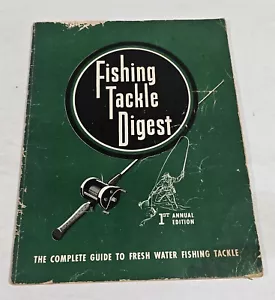 Fishing
Tackle
Digest
1ST ANNUAL
EDITION
THE COMPLETE GUIDE TO FRESH WATER FISHING TACKLE